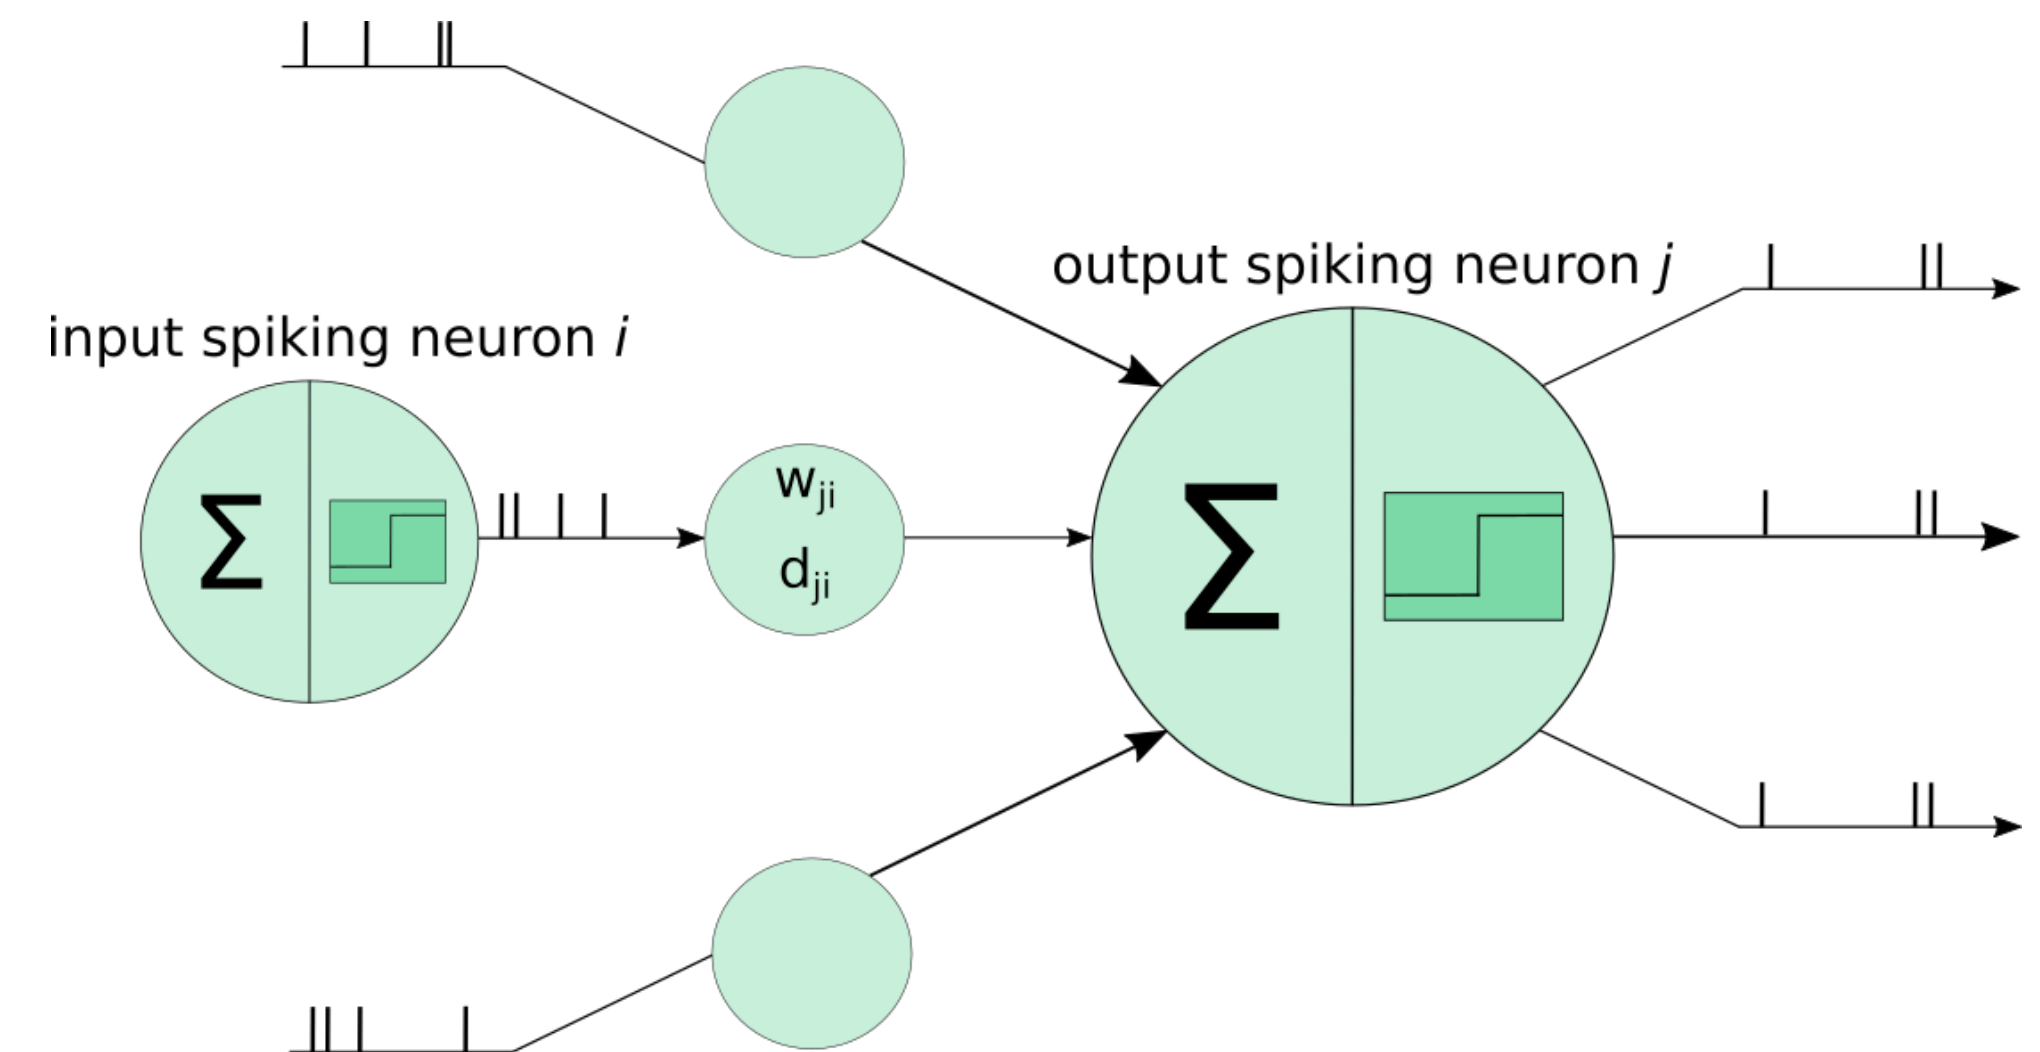 output spiking neuron j
input spiking neuron i
Σ
w_ji
d_ji
Σ